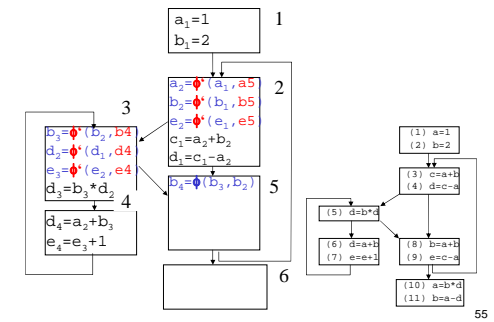 1
a₁=1
b₁=2
2
a₂=ϕ‘(a₁,a5)
b₂=ϕ‘(b₁,b5)
e₂=ϕ‘(e₁,e5)
c₁=a₂+b₂
d₁=c₁-a₂
3
b₃=ϕ‘(b₂,b4)
d₂=ϕ‘(d₁,d4)
e₃=ϕ‘(e₂,e4)
d₃=b₃*d₂
4
d₄=a₂+b₃
e₄=e₃+1
5
b₄=ϕ(b₃,b₂)
6
(1) a=1
(2) b=2
(3) c=a+b
(4) d=c-a
(5) d=b*d
(6) d=a+b
(7) e=e+1
(8) b=a+b
(9) e=c-a
(10) a=b*d
(11) b=a-d
55